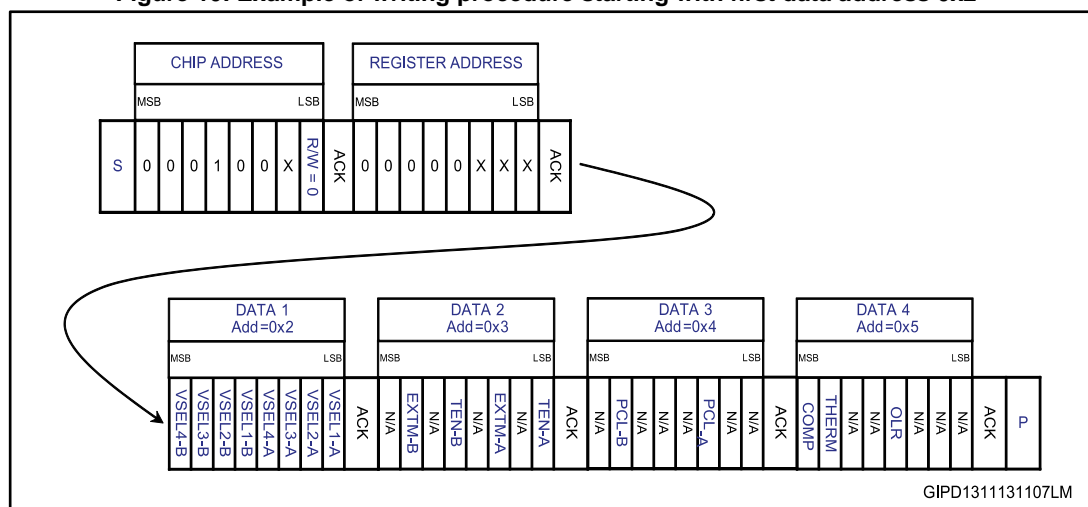 Figure 10. Example of writing procedure starting with first data address 0x2
CHIP ADDRESS REGISTER ADDRESS
MSB LSB MSB LSB
S 0 0 0 1 0 0 X R/W = 0 ACK 0 0 0 0 0 X X X ACK
DATA 1 DATA 2 DATA 3 DATA 4
Add=0x2 Add=0x3 Add=0x4 Add=0x5
MSB LSB MSB LSB MSB LSB MSB LSB
VSEL4-B VSEL3-B VSEL2-B VSEL1-B VSEL4-A VSEL3-A VSEL2-A VSEL1-A ACK N/A EXTM-B N/A TEN-B N/A EXTM-A N/A TEN-A ACK N/A PCL-B N/A N/A N/A PCL-A N/A N/A ACK COMP THERM N/A N/A OLR N/A N/A N/A ACK P
GIPD1311131107LM